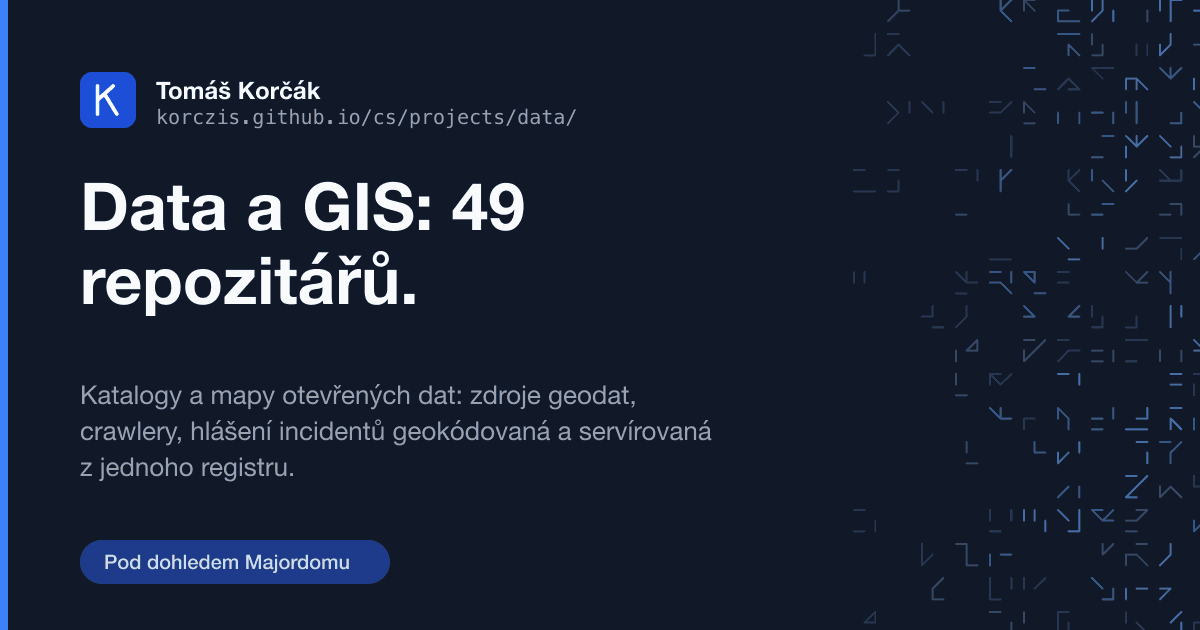 Tomáš Korčák
korczis.github.io/cs/projects/data/
Data a GIS: 49
repozitářů.
Katalogy a mapy otevřených dat: zdroje geodat,
crawlery, hlášení incidentů geokódovaná a servírovaná
z jednoho registru.
Pod dohledem Majordomu